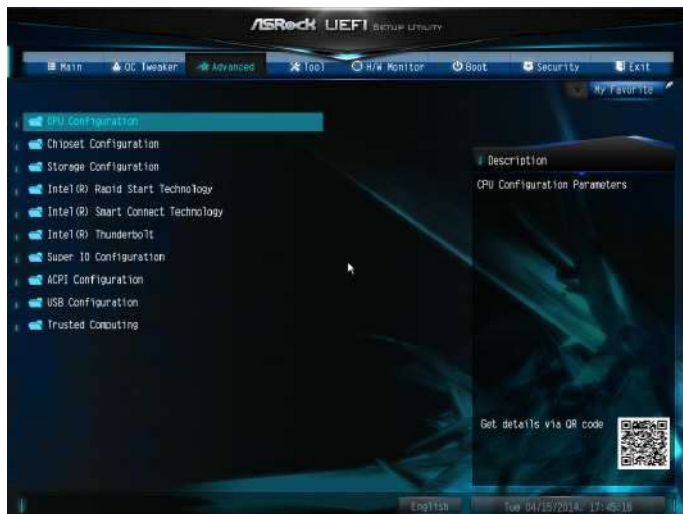 ASRock UEFI SETUP UTILITY
Main OC Tweaker Advanced Tool H/W Monitor Boot Security Exit
My Favorite
CPU Configuration
Chipset Configuration
Storage Configuration
Intel(R) Rapid Start Technology
Intel(R) Smart Connect Technology
Intel(R) Thunderbolt
Super IO Configuration
ACPI Configuration
USB Configuration
Trusted Computing
Description
CPU Configuration Parameters
Get details via QR code
English Tue 04/15/2014. 17:45:16